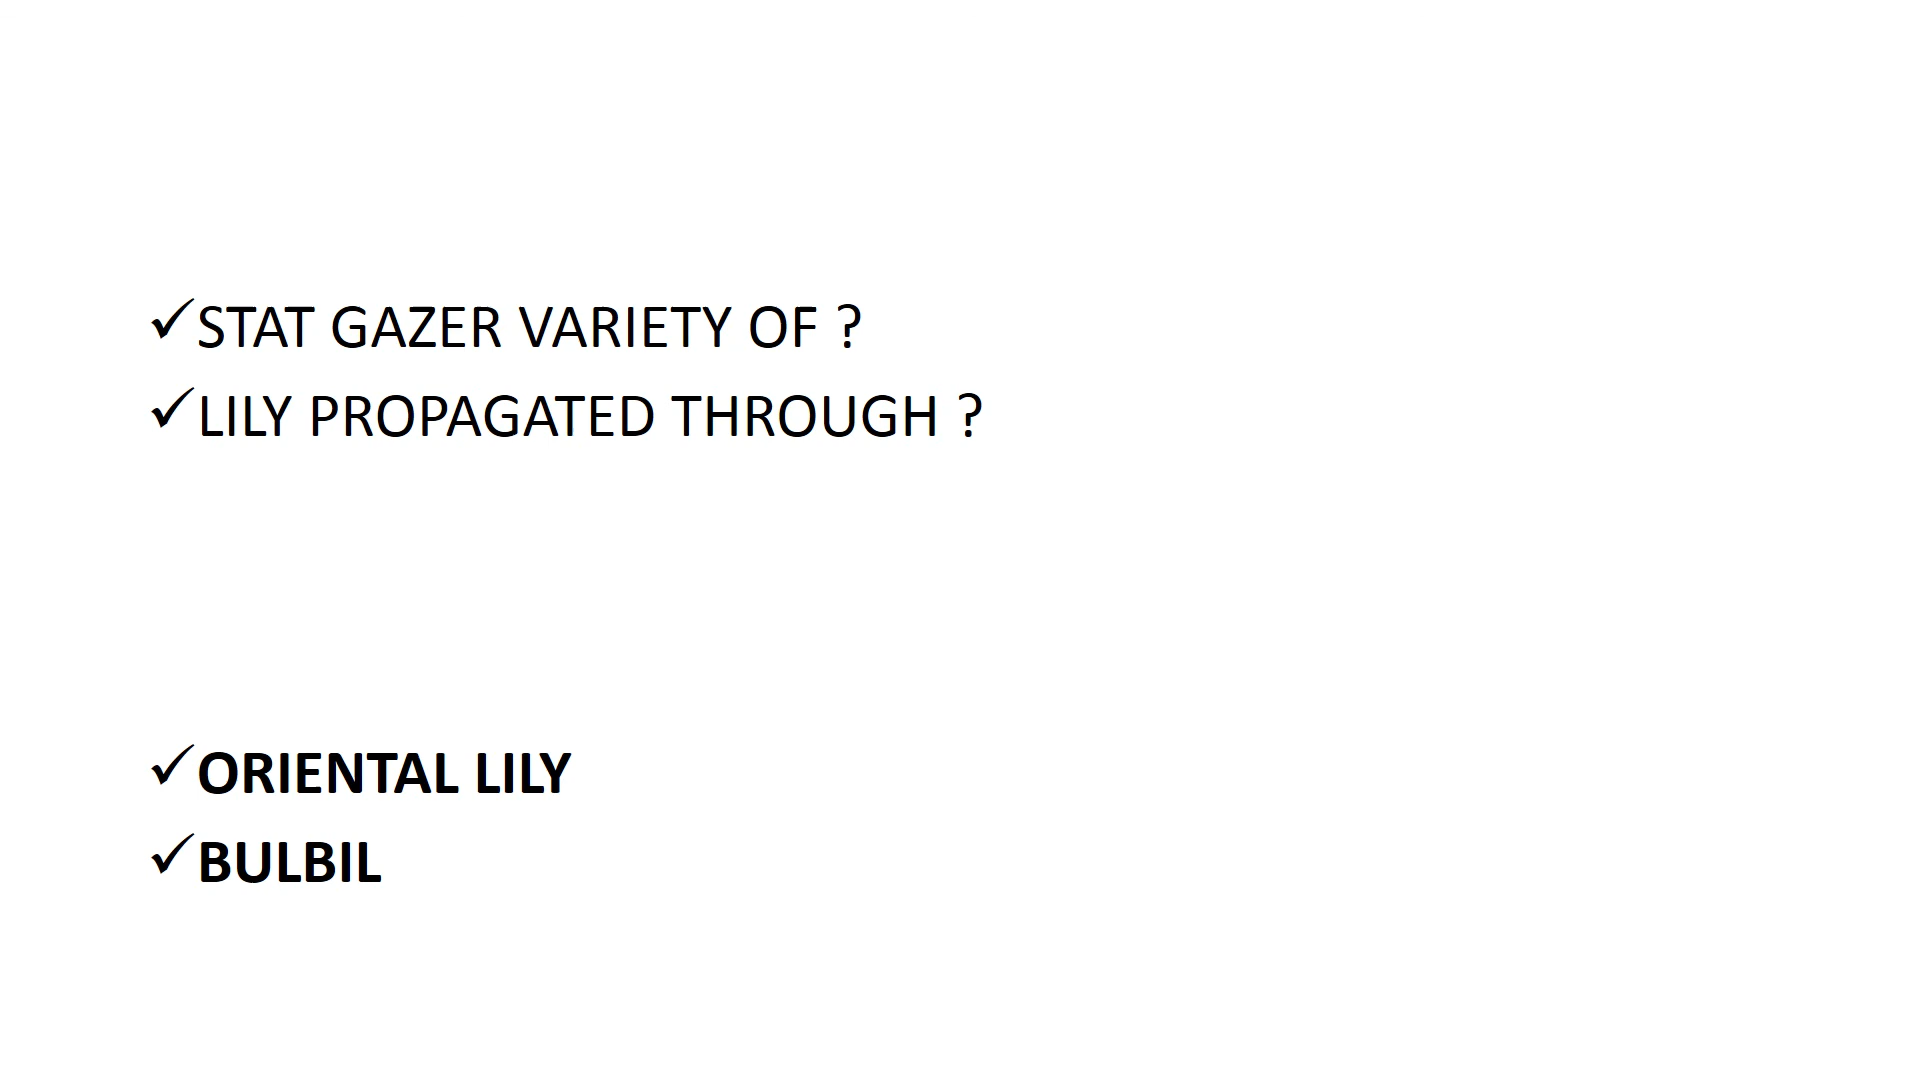 ✓STAT GAZER VARIETY OF ?
✓LILY PROPAGATED THROUGH ?
✓ORIENTAL LILY
✓BULBIL